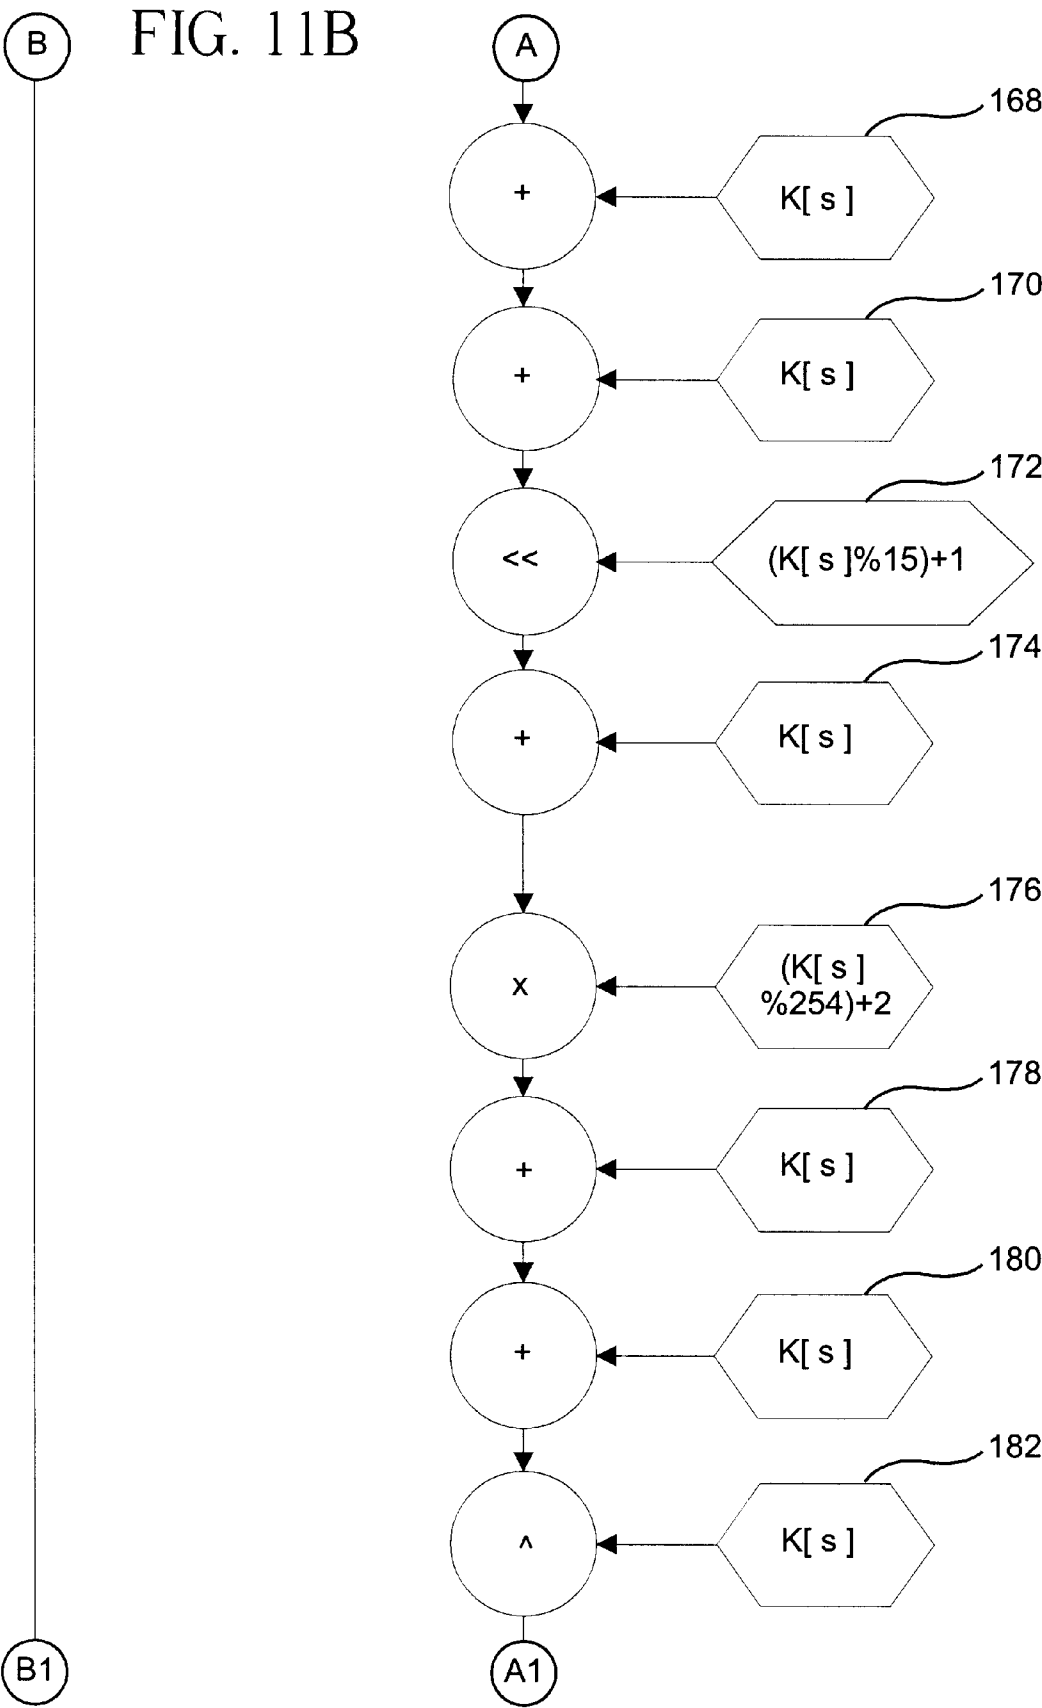 B
FIG. 11B
A
168
+
K[ s ]
170
+
K[ s ]
172
<<
(K[ s ]%15)+1
174
+
K[ s ]
176
x
(K[ s ]
%254)+2
178
+
K[ s ]
180
+
K[ s ]
182
^
K[ s ]
B1
A1